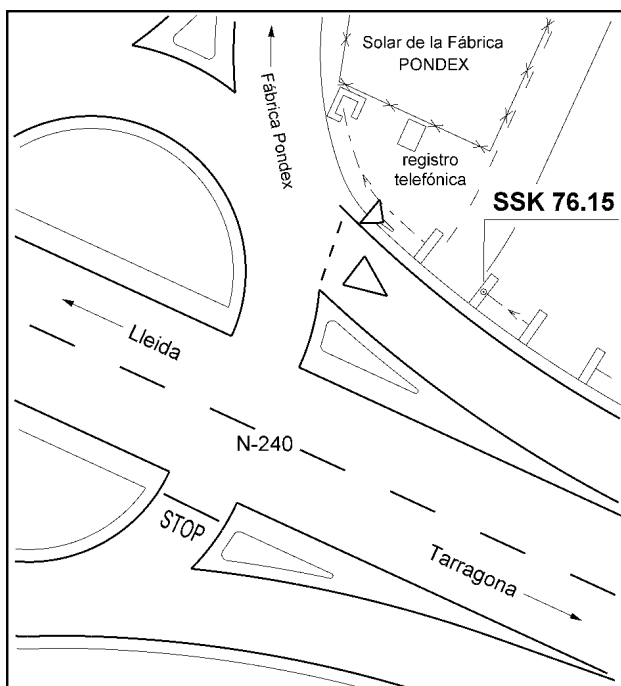 Solar de la Fábrica
PONDEX
Fábrica Pondex
registro
telefónica
SSK 76.15
Lleida
N-240
STOP
Tarragona